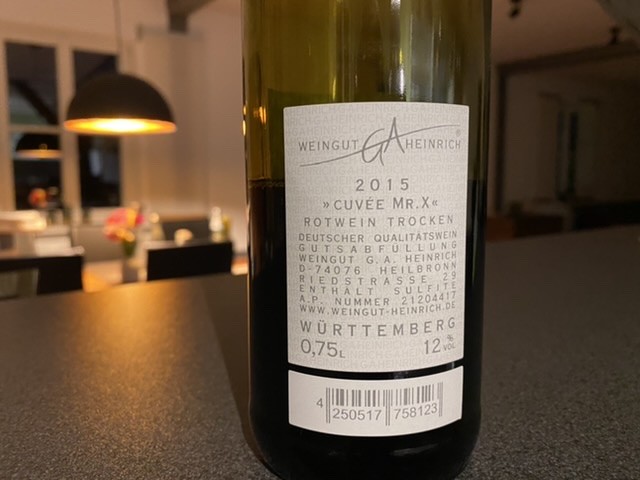 WEINGUT GA HEINRICH®
2015
»CUVÉE MR.X«
ROTWEIN TROCKEN
DEUTSCHER QUALITÄTSWEIN
GUTSABFÜLLUNG
WEINGUT G.A. HEINRICH
D-74076 HEILBRONN
RIEDSTRASSE 29
ENTHÄLT SULFITE
A.P. NUMMER 21204417
WWW.WEINGUT-HEINRICH.DE
WÜRTTEMBERG
0,75L 12 % VOL
4 250517 758123